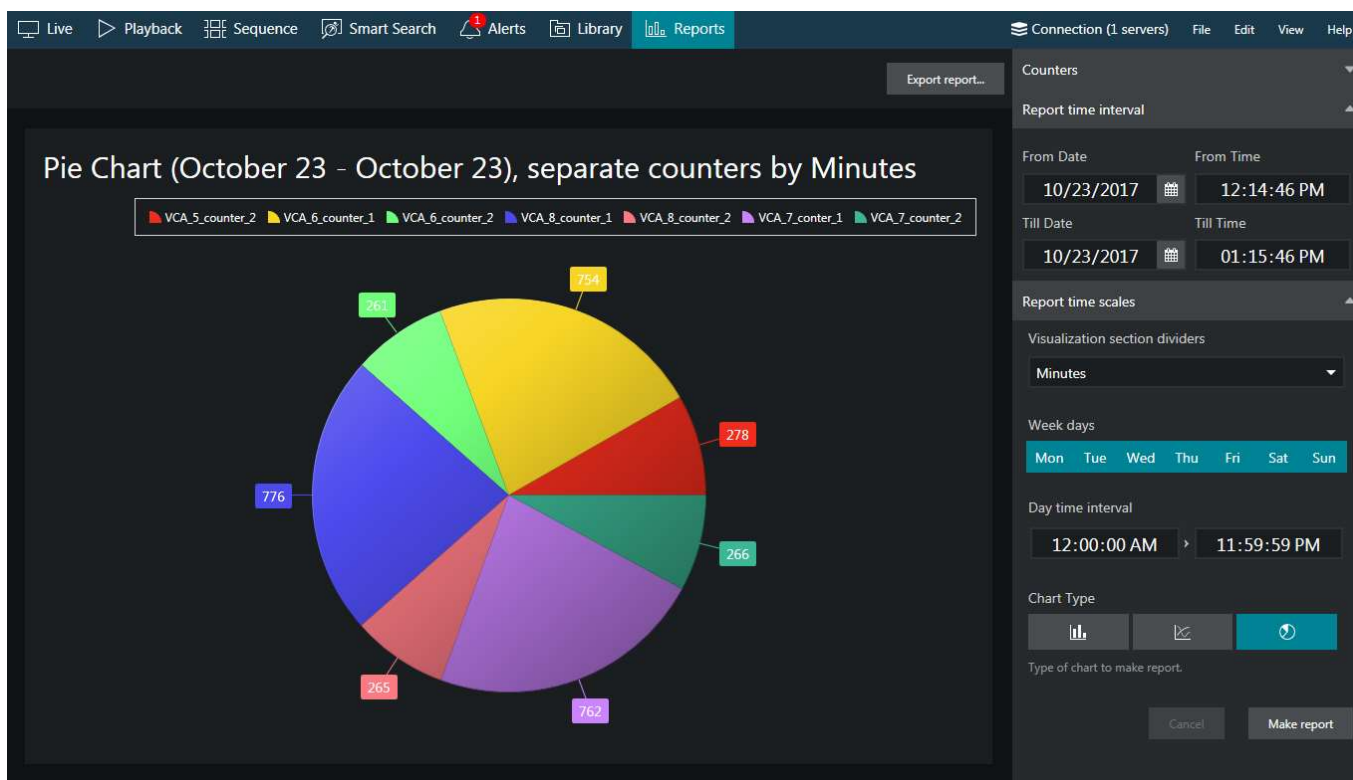 Live Playback Sequence Smart Search 1 Alerts Library Reports Connection (1 servers) File Edit View Help
Export report...
Pie Chart (October 23 - October 23), separate counters by Minutes
VCA_5_counter_2 VCA_6_counter_1 VCA_6_counter_2 VCA_8_counter_1 VCA_8_counter_2 VCA_7_conter_1 VCA_7_counter_2
754
261
278
776
266
265
762
Counters
Report time interval
From Date From Time
10/23/2017 12:14:46 PM
Till Date Till Time
10/23/2017 01:15:46 PM
Report time scales
Visualization section dividers
Minutes
Week days
Mon Tue Wed Thu Fri Sat Sun
Day time interval
12:00:00 AM › 11:59:59 PM
Chart Type
Type of chart to make report.
Cancel Make report